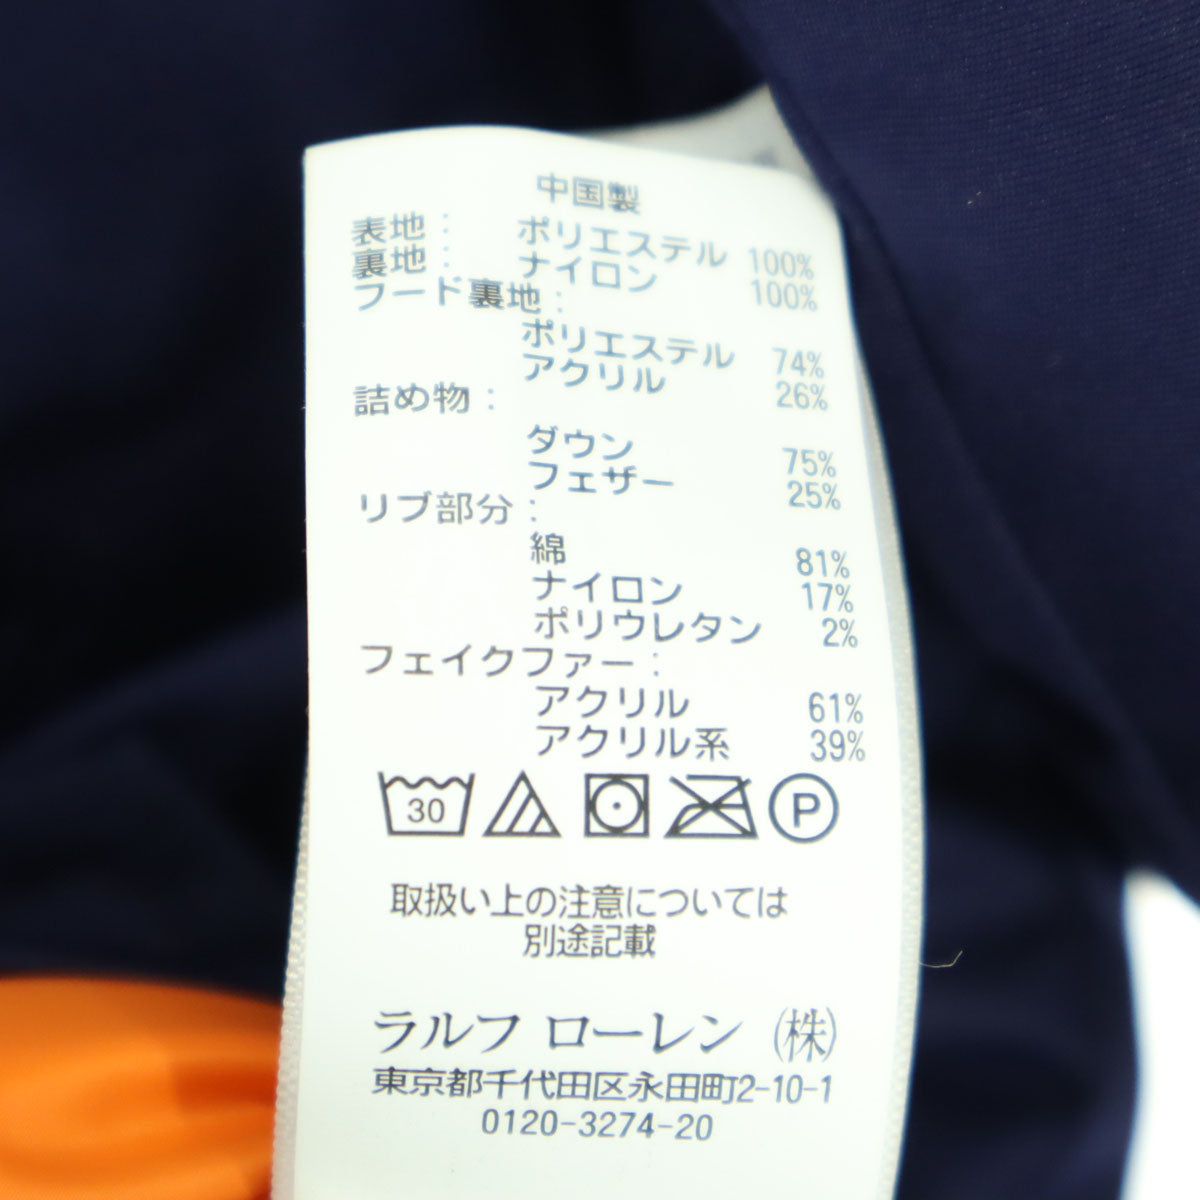 中国製
表地： ポリエステル 100%
裏地： ナイロン 100%
フード裏地：
ポリエステル 74%
アクリル 26%
詰め物：
ダウン 75%
フェザー 25%
リブ部分：
綿 81%
ナイロン 17%
ポリウレタン 2%
フェイクファー：
アクリル 61%
アクリル系 39%
30 P
取扱い上の注意については
別途記載
ラルフ ローレン (株)
東京都千代田区永田町2-10-1
0120-3274-20